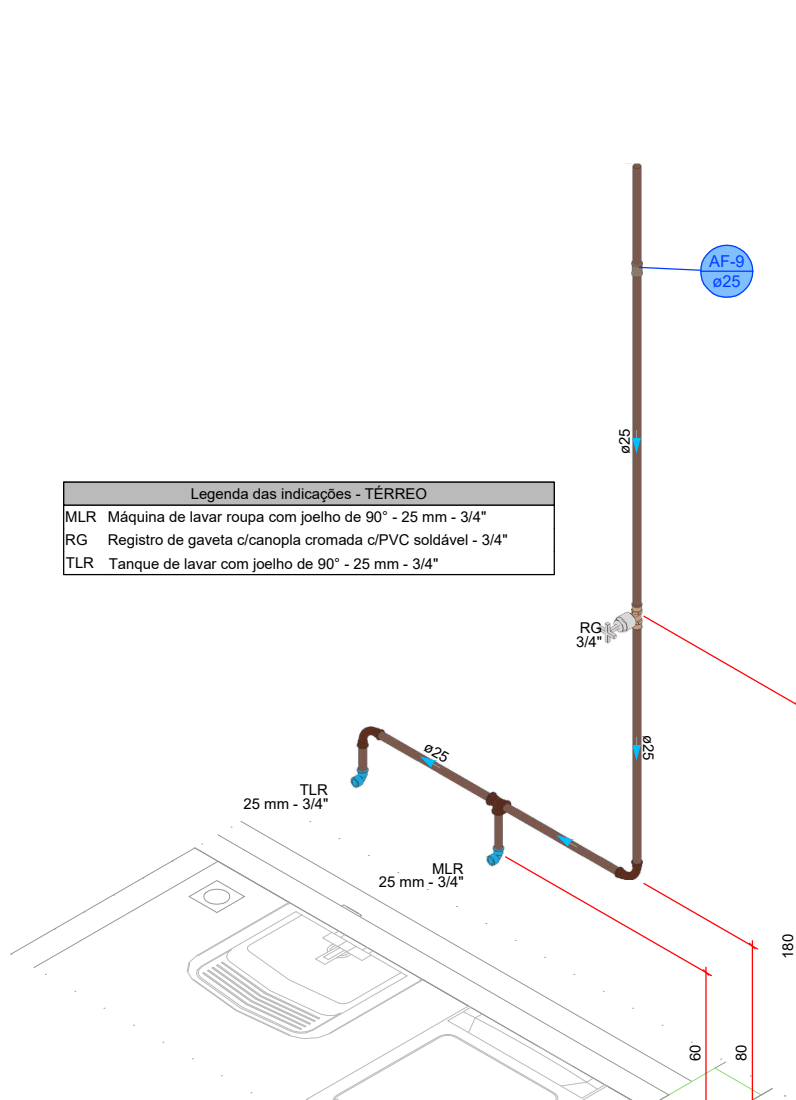 AF-9
ø25
ø25
Legenda das indicações - TÉRREO
MLR Máquina de lavar roupa com joelho de 90° - 25 mm - 3/4"
RG Registro de gaveta c/canopla cromada c/PVC soldável - 3/4"
TLR Tanque de lavar com joelho de 90° - 25 mm - 3/4"
RG
3/4"
ø25
ø25
TLR
25 mm - 3/4"
MLR
25 mm - 3/4"
180
60
80